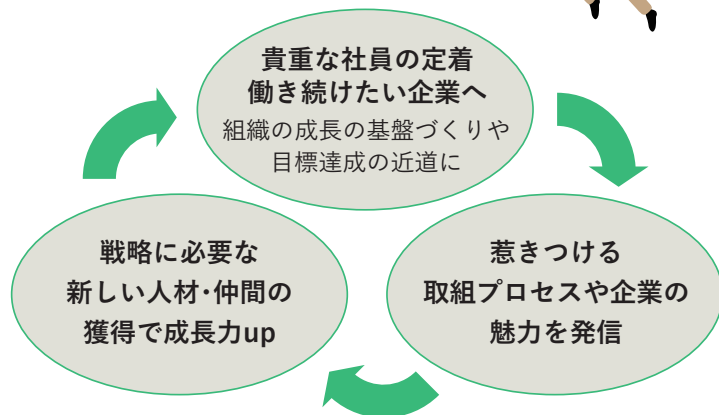 貴重な社員の定着
働き続けたい企業へ
組織の成長の基盤づくりや
目標達成の近道に
惹きつける
取組プロセスや企業の
魅力を発信
戦略に必要な
新しい人材・仲間の
獲得で成長力up